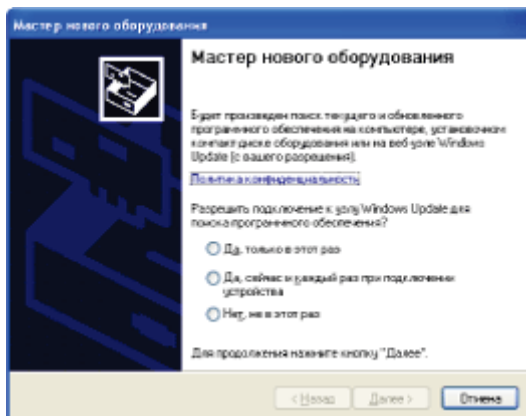 Мастер нового оборудования
Мастер нового оборудования
Будет произведен поиск текущего и обновленного
программного обеспечения на компьютере, установочном
компакт-диске оборудования или на веб-узле Windows
Update (с вашего разрешения).
Политика конфиденциальности
Разрешить подключение к узлу Windows Update для
поиска программного обеспечения?
Да, только в этот раз
Да, сейчас и каждый раз при подключении
устройства
Нет, не в этот раз
Для продолжения нажмите кнопку "Далее".
< Назад Далее > Отмена